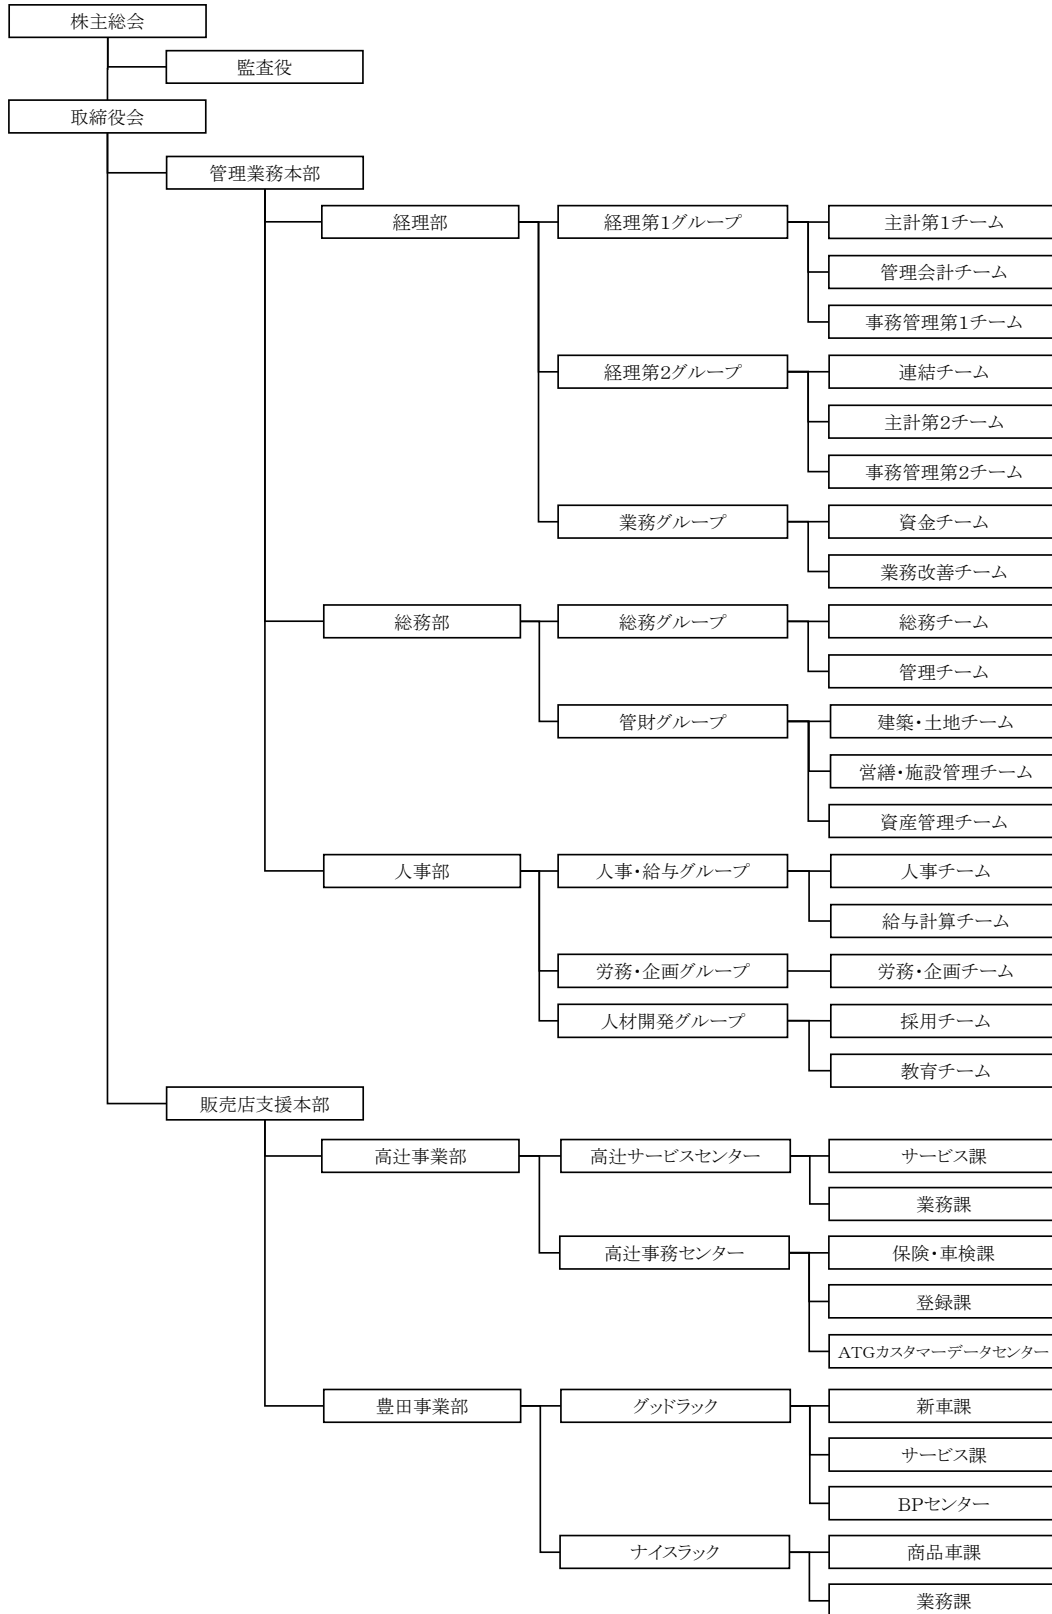 株主総会
監査役
取締役会
管理業務本部
経理部
経理第1グループ
主計第1チーム
管理会計チーム
事務管理第1チーム
経理第2グループ
連結チーム
主計第2チーム
事務管理第2チーム
業務グループ
資金チーム
業務改善チーム
総務部
総務グループ
総務チーム
管理チーム
管財グループ
建築・土地チーム
営繕・施設管理チーム
資産管理チーム
人事部
人事・給与グループ
人事チーム
給与計算チーム
労務・企画グループ
労務・企画チーム
人材開発グループ
採用チーム
教育チーム
販売店支援本部
高辻事業部
高辻サービスセンター
サービス課
業務課
高辻事務センター
保険・車検課
登録課
ATGカスタマーデータセンター
豊田事業部
グッドラック
新車課
サービス課
BPセンター
ナイスラック
商品車課
業務課